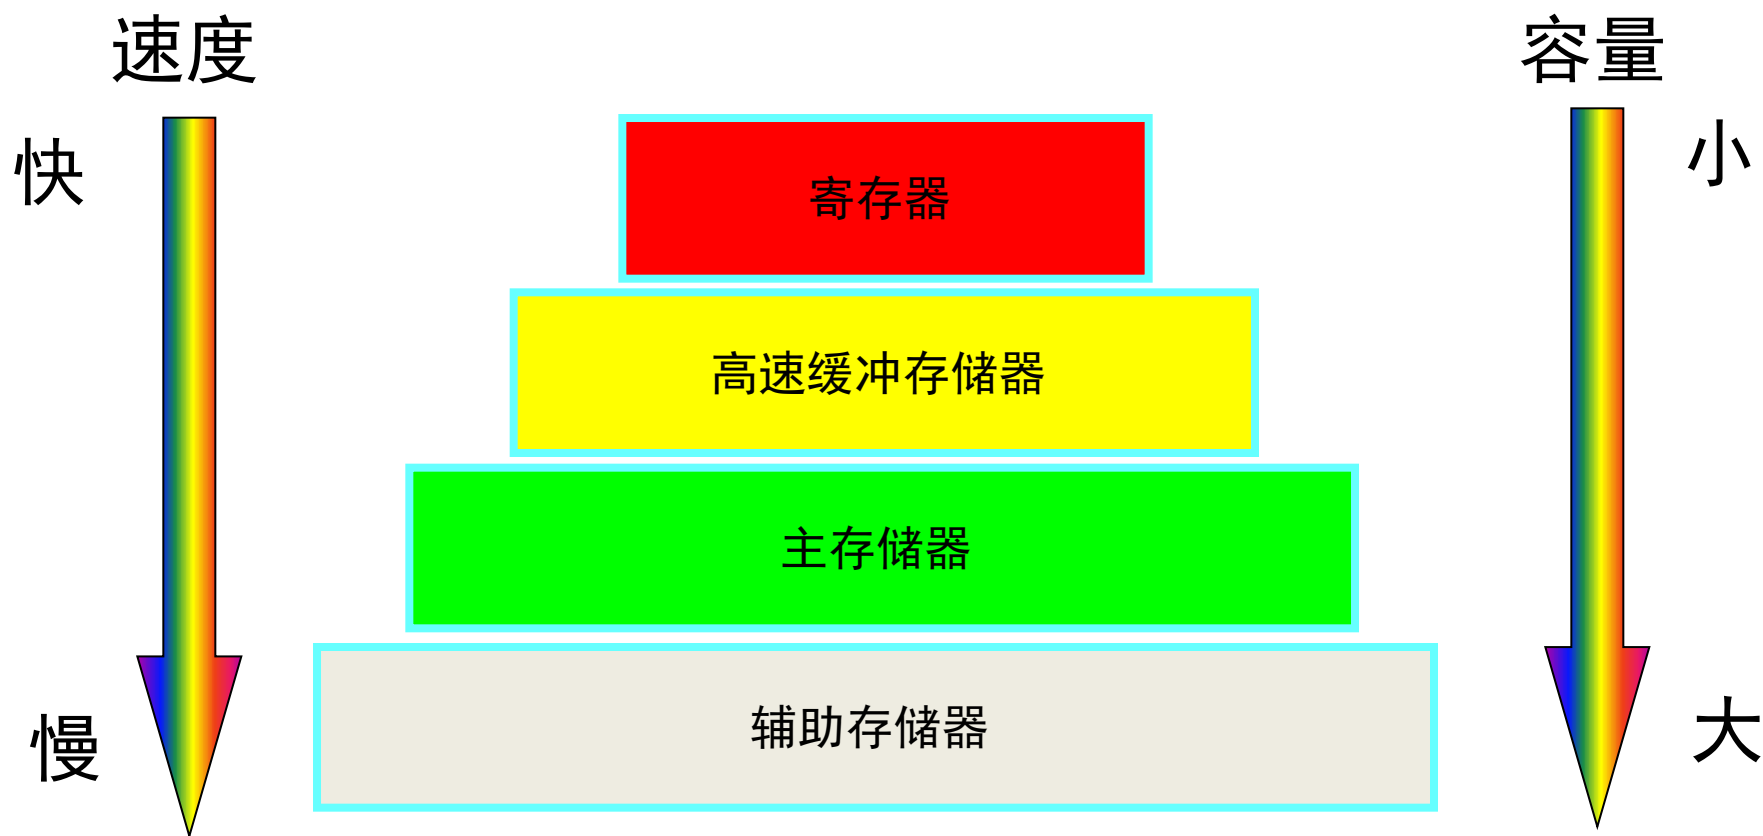 速度
容量
快
小
寄存器
高速缓冲存储器
主存储器
辅助存储器
慢
大